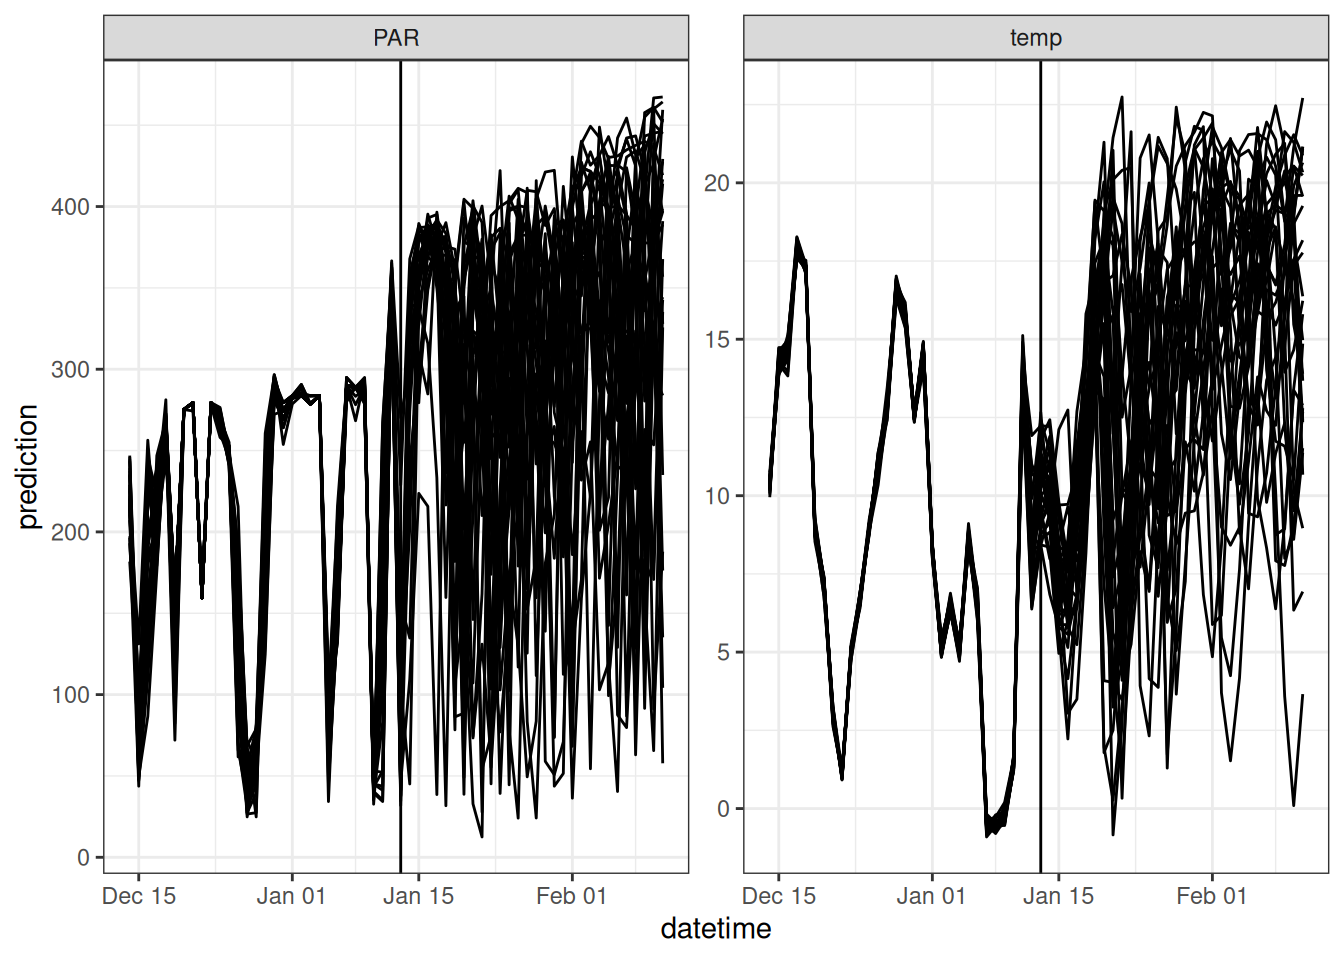 PAR
temp
prediction
400
300
200
100
0
20
15
10
5
0
Dec 15
Jan 01
Jan 15
Feb 01
Dec 15
Jan 01
Jan 15
Feb 01
datetime